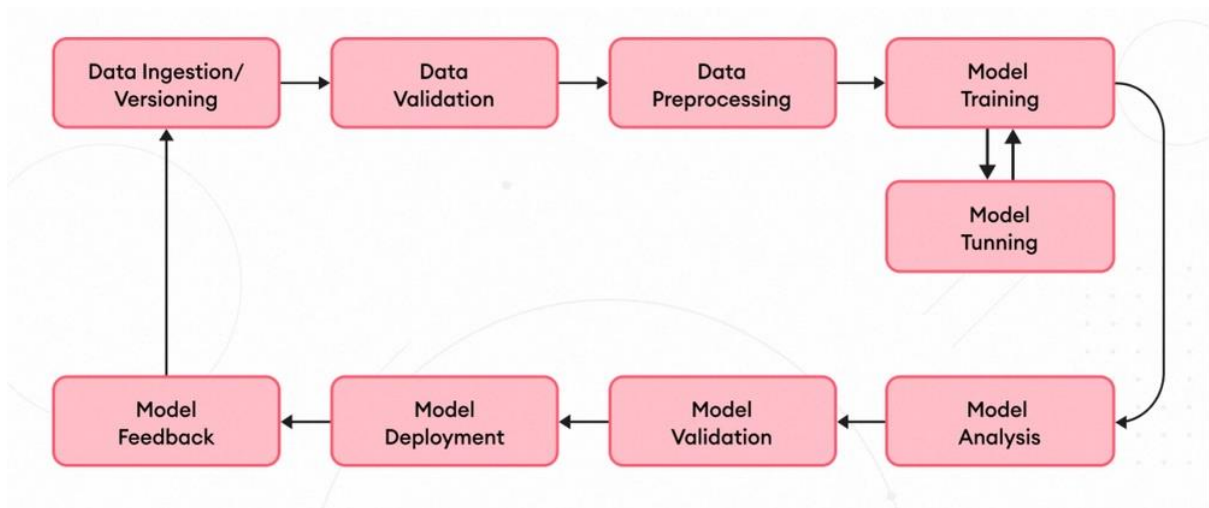 Data Ingestion/
Versioning
Data
Validation
Data
Preprocessing
Model
Training
Model
Tunning
Model
Feedback
Model
Deployment
Model
Validation
Model
Analysis